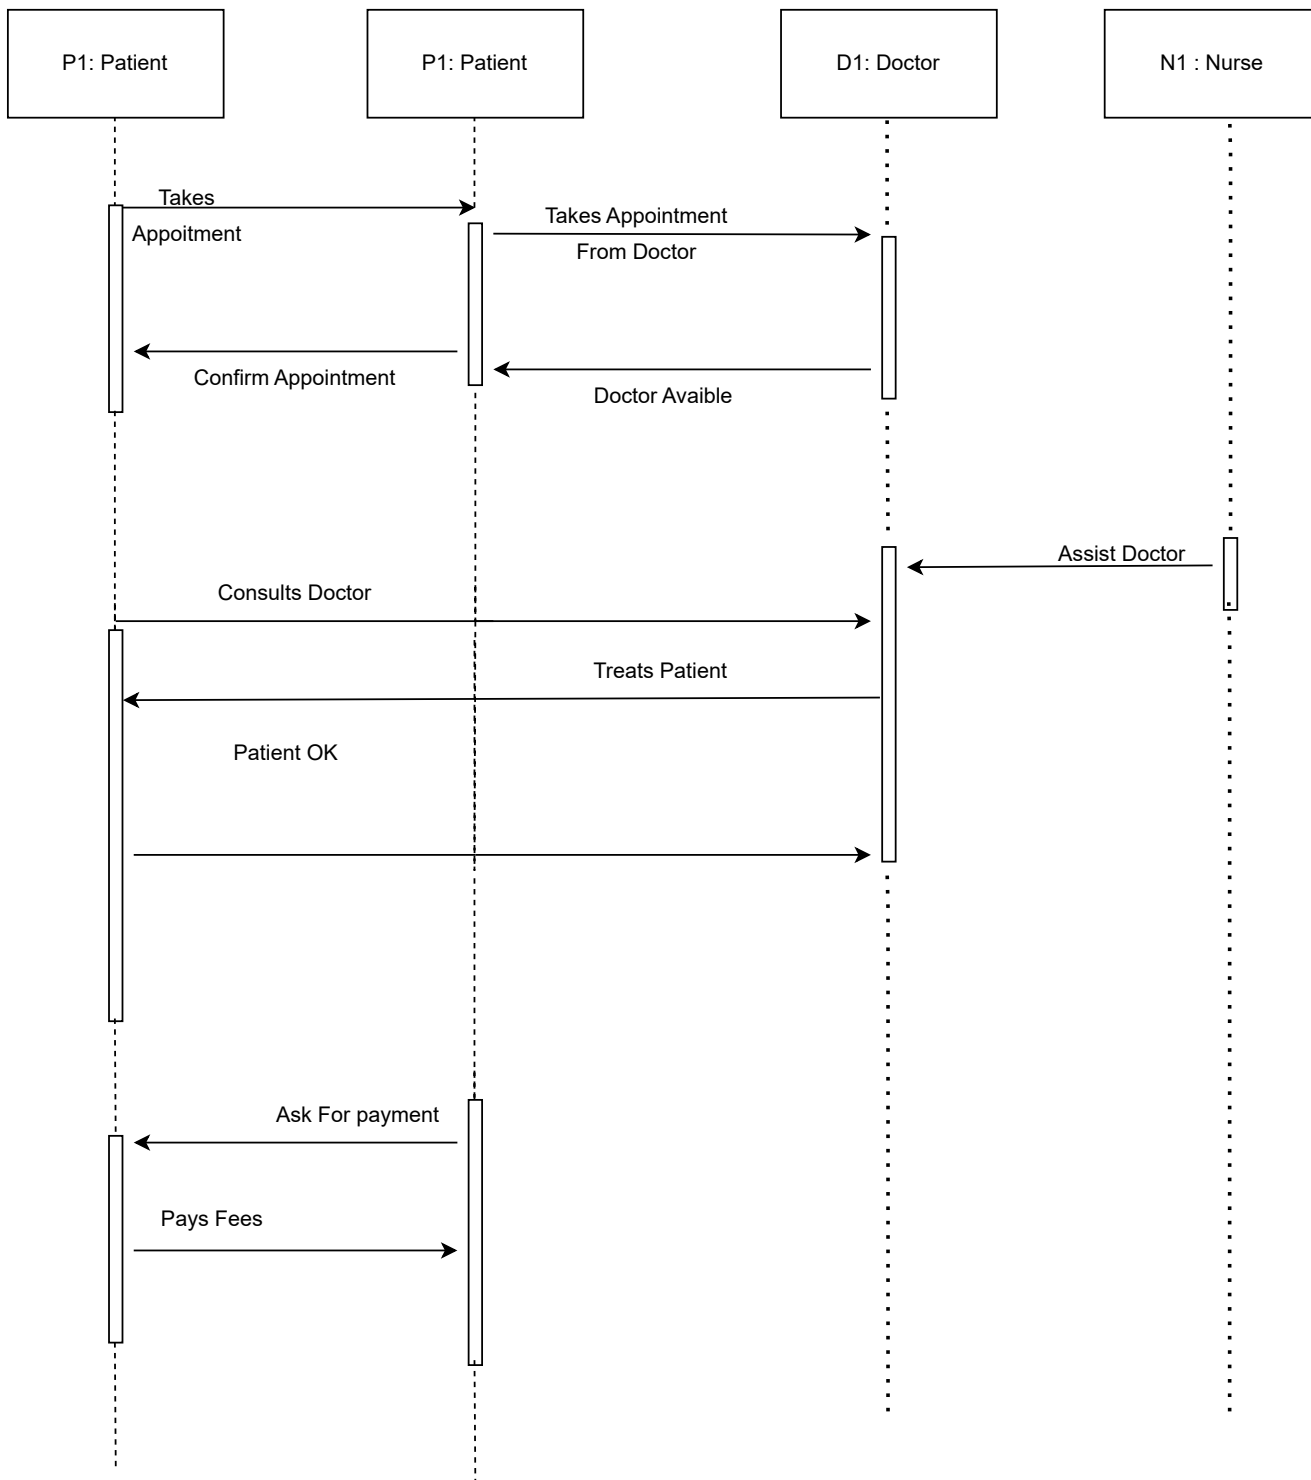 P1: Patient
P1: Patient
D1: Doctor
N1 : Nurse
Takes
Appoitment
Takes Appointment
From Doctor
Confirm Appointment
Doctor Avaible
Assist Doctor
Consults Doctor
Treats Patient
Patient OK
Ask For payment
Pays Fees